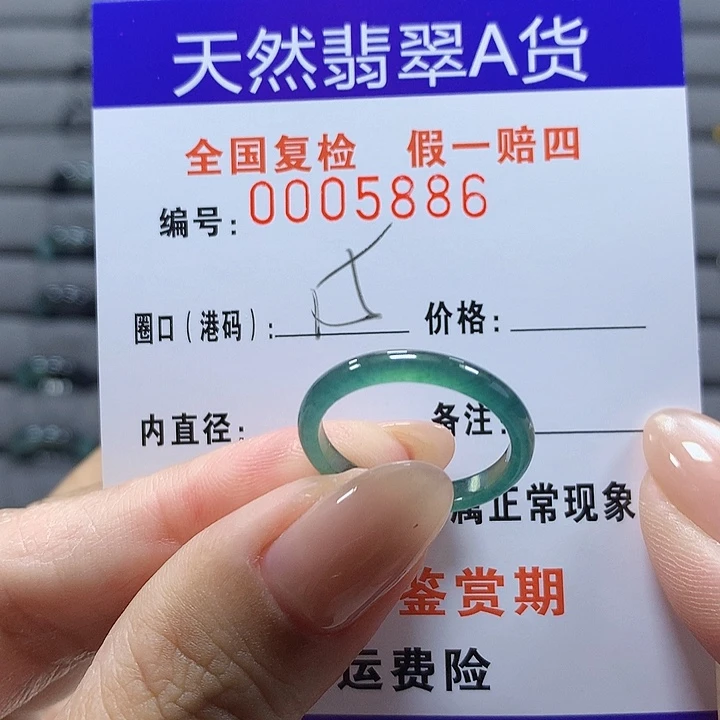 天然翡翠A货
全国复检 假一赔四
编号: 0005886
圈口(港码): 价格:
内直径: 备注:
属正常现象
鉴赏期
运费险